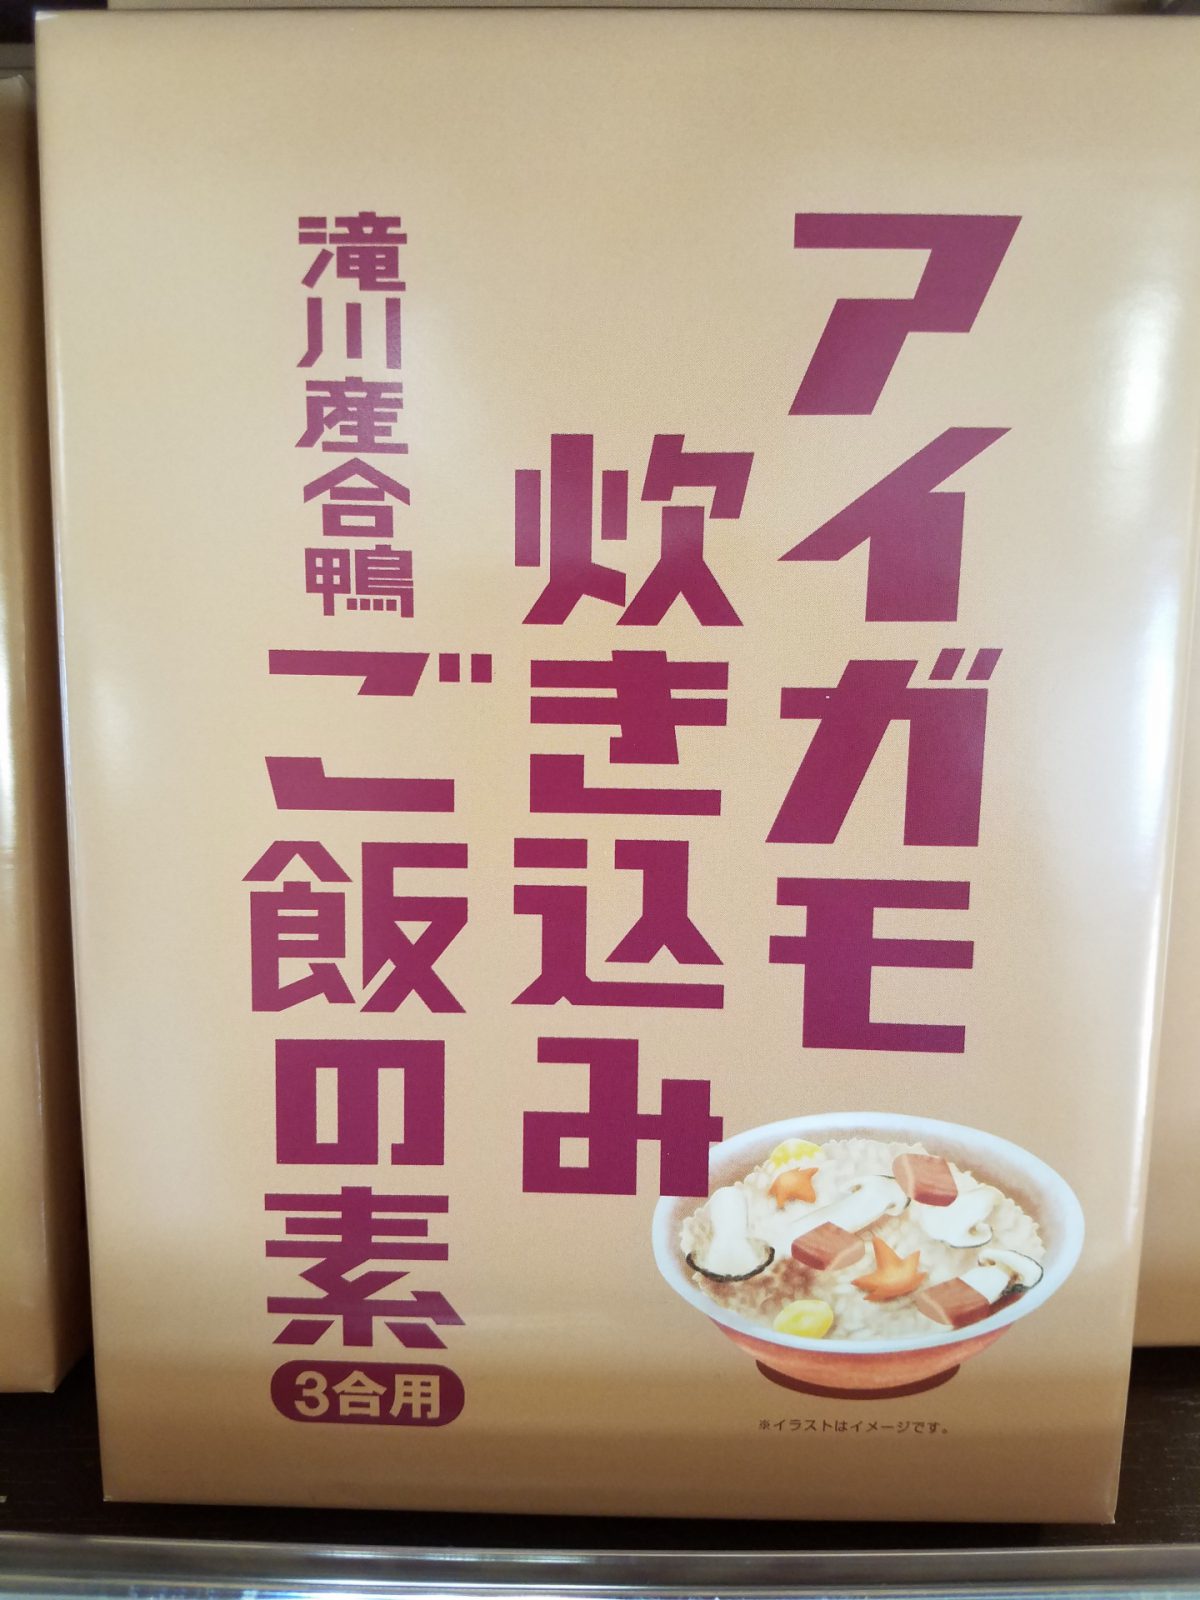 アイガモ
炊き込み
滝川産合鴨
ご飯の素
3合用
※イラストはイメージです。